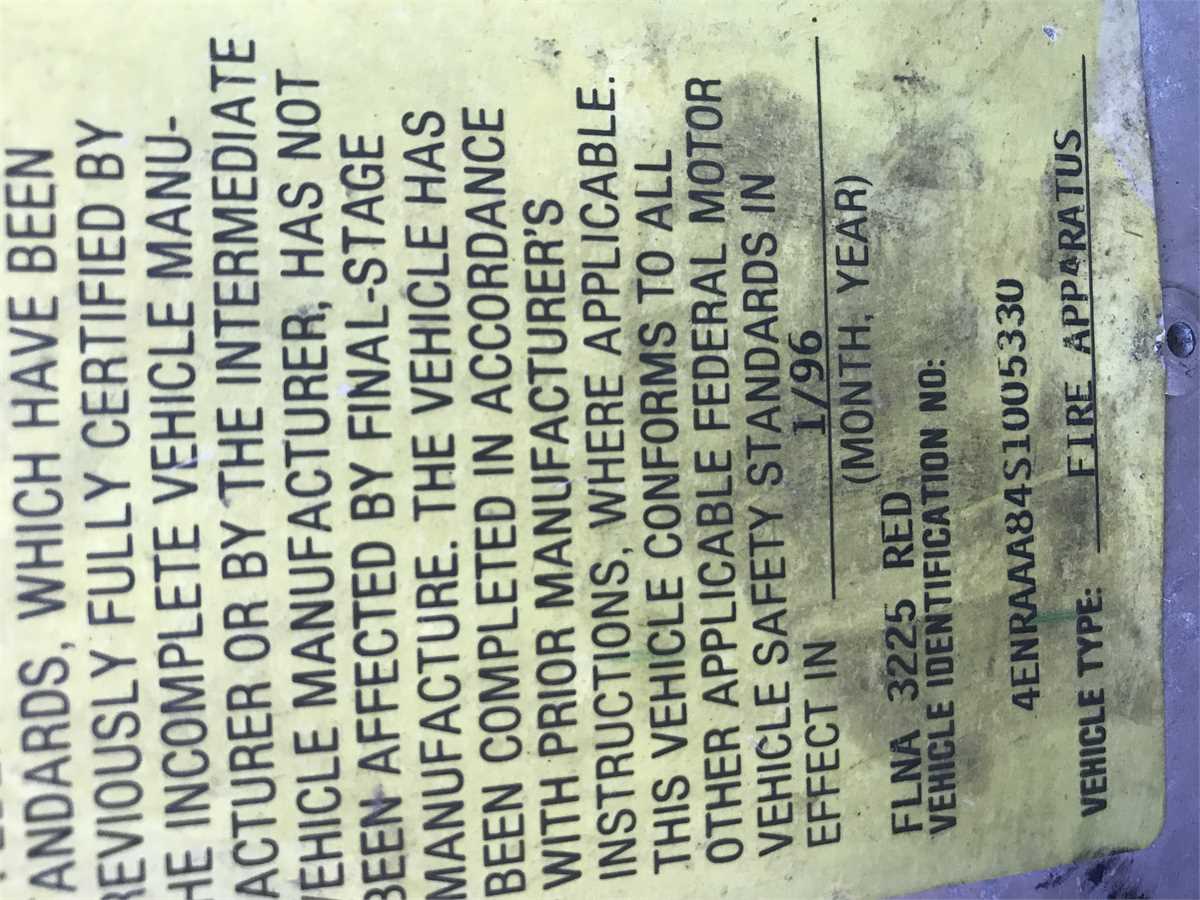 ANDARDS, WHICH HAVE BEEN
REVIOUSLY FULLY CERTIFIED BY
HE INCOMPLETE VEHICLE MANU-
ACTURER OR BY THE INTERMEDIATE
VEHICLE MANUFACTURER, HAS NOT
BEEN AFFECTED BY FINAL-STAGE
MANUFACTURE. THE VEHICLE HAS
BEEN COMPLETED IN ACCORDANCE
WITH PRIOR MANUFACTURER'S
INSTRUCTIONS, WHERE APPLICABLE.
THIS VEHICLE CONFORMS TO ALL
OTHER APPLICABLE FEDERAL MOTOR
VEHICLE SAFETY STANDARDS IN
EFFECT IN 1/96
(MONTH, YEAR)
FLNA 3225 RED
VEHICLE IDENTIFICATION NO:
4ENRAAA84S1005330
VEHICLE TYPE: FIRE APPARATUS